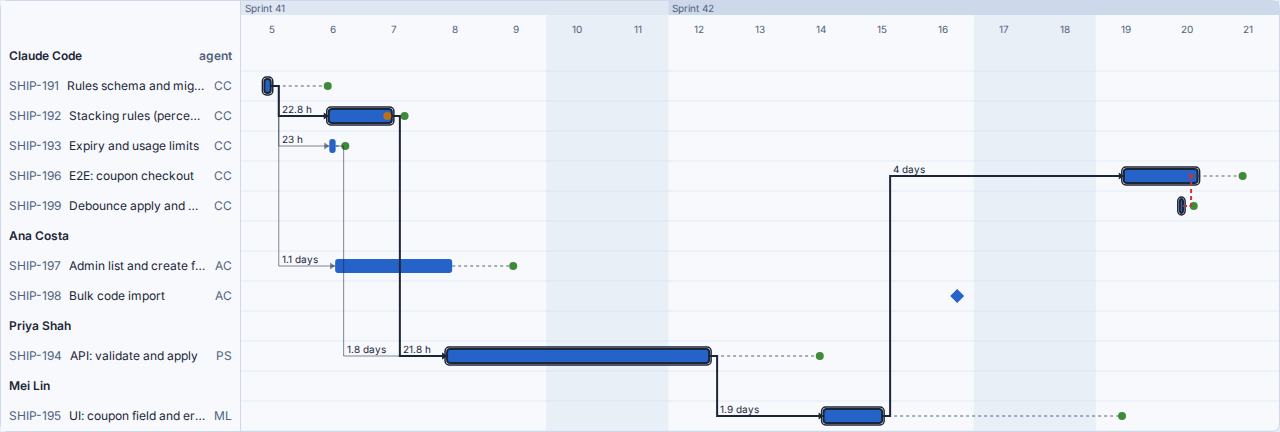 Sprint 41 Sprint 42
5 6 7 8 9 10 11 12 13 14 15 16 17 18 19 20 21
Claude Code agent
SHIP-191 Rules schema and mig... CC
SHIP-192 Stacking rules (perce... CC
22.8 h
SHIP-193 Expiry and usage limits CC
23 h
SHIP-196 E2E: coupon checkout CC
4 days
SHIP-199 Debounce apply and ... CC
Ana Costa
SHIP-197 Admin list and create f... AC
1.1 days
SHIP-198 Bulk code import AC
Priya Shah
SHIP-194 API: validate and apply PS
1.8 days 21.8 h
Mei Lin
SHIP-195 UI: coupon field and er... ML
1.9 days